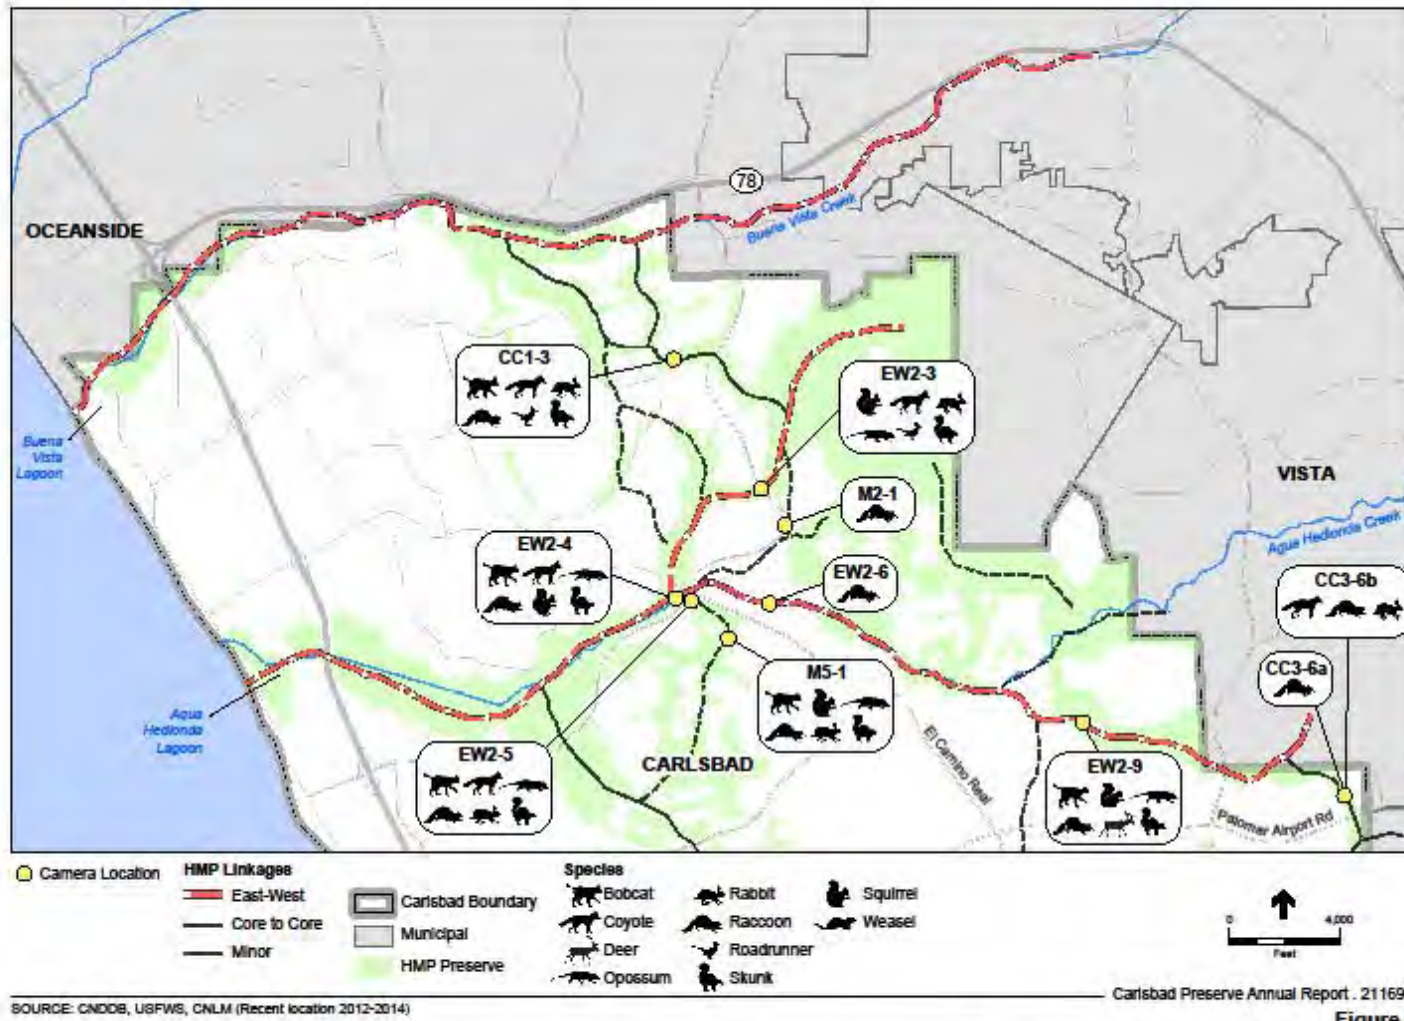 78
OCEANSIDE
Buena Vista Creek
CC1-3
EW2-3
Buena
Vista
Lagoon
VISTA
M2-1
Agua Hedionda Creek
EW2-4
EW2-6
CC3-6b
M5-1
CC3-6a
Agua
Hedionda
Lagoon
EW2-5
CARLSBAD
El Camino Real
EW2-9
Palomar Airport Rd
Camera Location
HMP Linkages
East-West
Core to Core
Minor
Carlsbad Boundary
Municipal
HMP Preserve
Species
Bobcat
Coyote
Deer
Opossum
Rabbit
Raccoon
Roadrunner
Skunk
Squirrel
Weasel
0 4,000
Feet
Carlsbad Preserve Annual Report . 21169
SOURCE: CNDDB, USFWS, CNLM (Recent location 2012-2014)
Figure